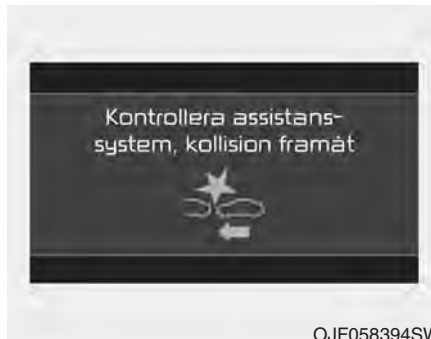 Kontrollera assistans-
system, kollision framåt
OJF058394SW